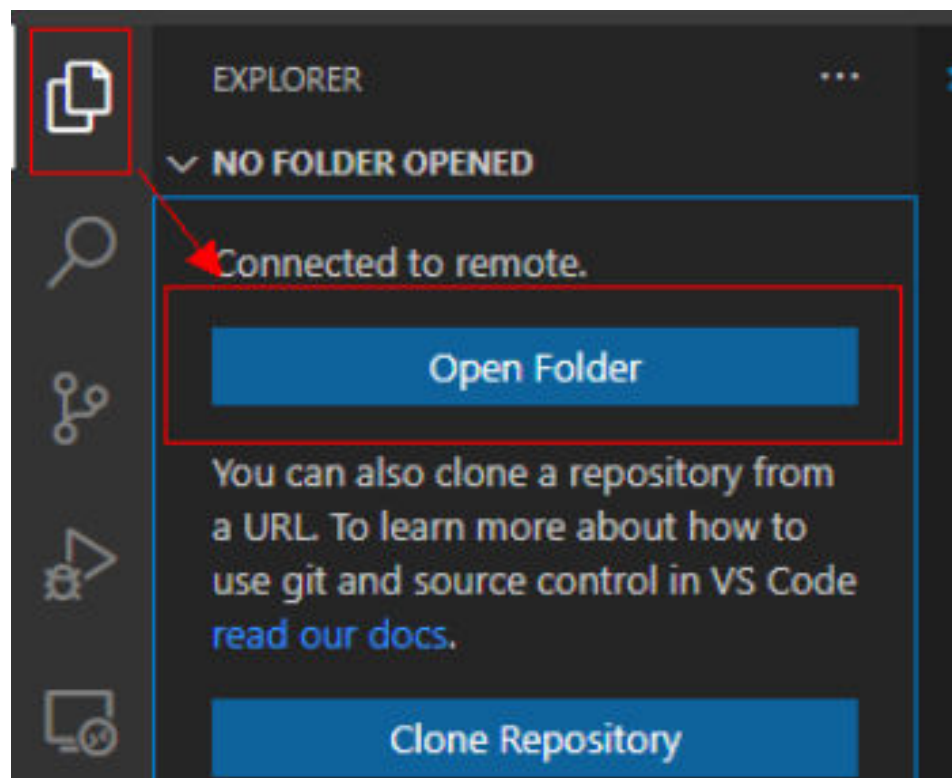 EXPLORER
NO FOLDER OPENED
Connected to remote.
Open Folder
You can also clone a repository from
a URL. To learn more about how to
use git and source control in VS Code
read our docs.
Clone Repository